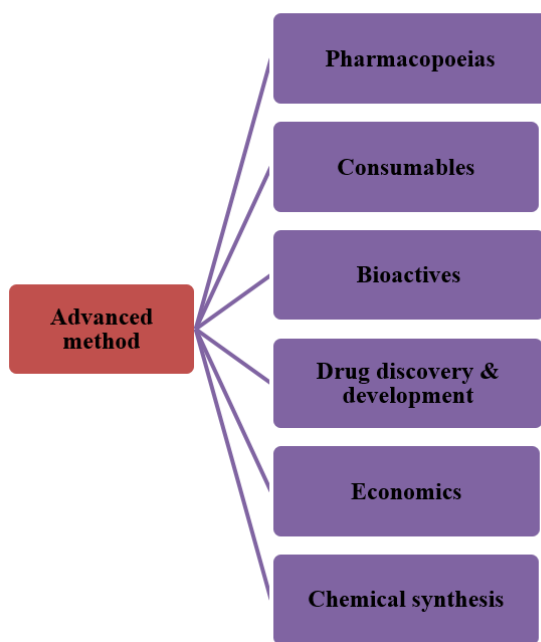 Pharmacopoeias
Consumables
Bioactives
Advanced
method
Drug discovery &
development
Economics
Chemical synthesis